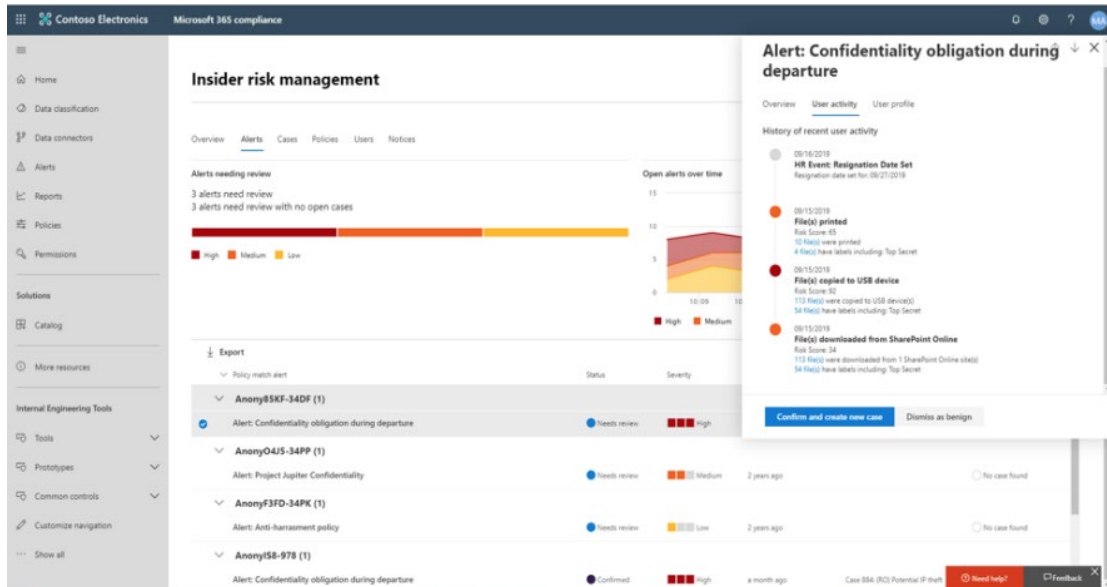 Contoso Electronics
Microsoft 365 compliance
?
MA
Home
Data classification
Data connectors
Alerts
Reports
Policies
Permissions
Solutions
Catalog
More resources
Internal Engineering Tools
Tools
Prototypes
Common controls
Customize navigation
Show all
Insider risk management
Overview Alerts Cases Policies Users Notices
Alerts needing review
3 alerts need review
3 alerts need review with no open cases
High Medium Low
Open alerts over time
15
10
5
0
10/09 10
High Medium
Export
Policy match alert Status Severity
Anony85KF-34DF (1)
Alert: Confidentiality obligation during departure Needs review High
AnonyO4J5-34PP (1)
Alert: Project Jupiter Confidentiality Needs review Medium 2 years ago No case found
AnonyF3FD-34PK (1)
Alert: Anti-harrasment policy Needs review Low 2 years ago No case found
AnonyIS8-978 (1)
Alert: Confidentiality obligation during departure Confirmed High a month ago Case 884: (RO) Potential IP theft
Alert: Confidentiality obligation during
departure
Overview User activity User profile
History of recent user activity
09/16/2019
HR Event: Resignation Date Set
Resignation date set for: 09/27/2019
09/15/2019
File(s) printed
Risk Score: 65
10 file(s) were printed
4 file(s) have labels including: Top Secret
09/15/2019
File(s) copied to USB device
Risk Score: 92
113 file(s) were copied to USB device(s)
54 file(s) have labels including: Top Secret
09/15/2019
File(s) downloaded from SharePoint Online
Risk Score: 34
113 file(s) were downloaded from 1 SharePoint Online site(s)
54 file(s) have labels including: Top Secret
Confirm and create new case Dismiss as benign
Need help? Feedback